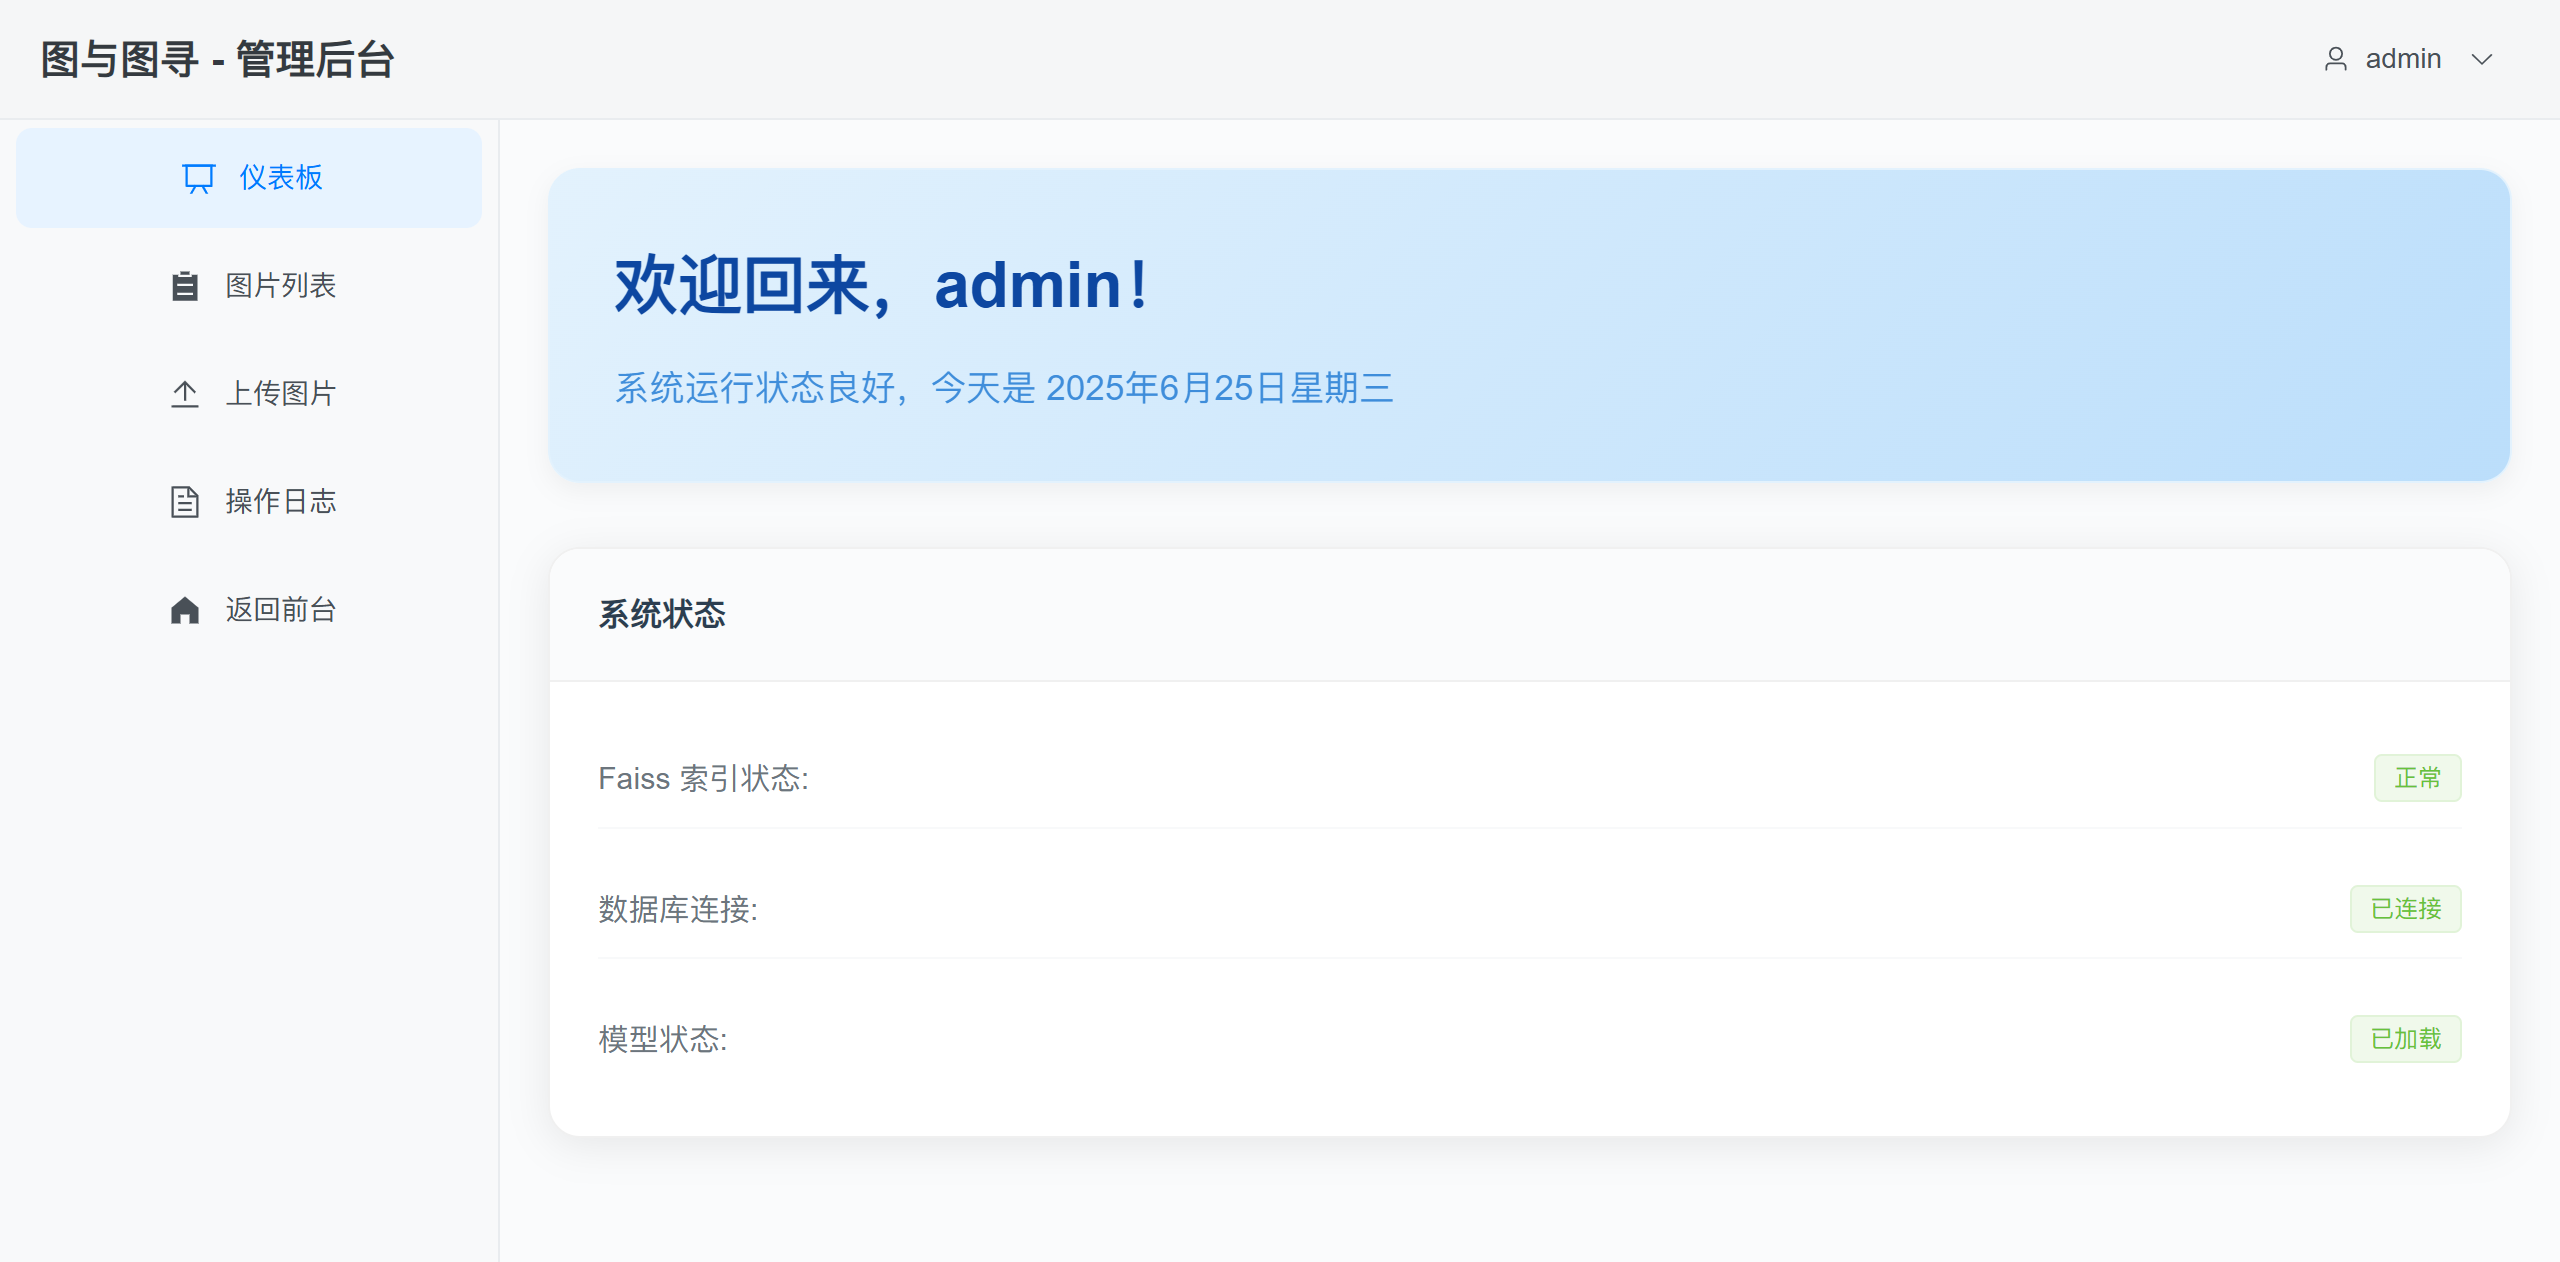 图与图寻 - 管理后台
admin
仪表板
图片列表
上传图片
操作日志
返回前台
欢迎回来，admin！
系统运行状态良好，今天是 2025年6月25日星期三
系统状态
Faiss 索引状态:
正常
数据库连接:
已连接
模型状态:
已加载